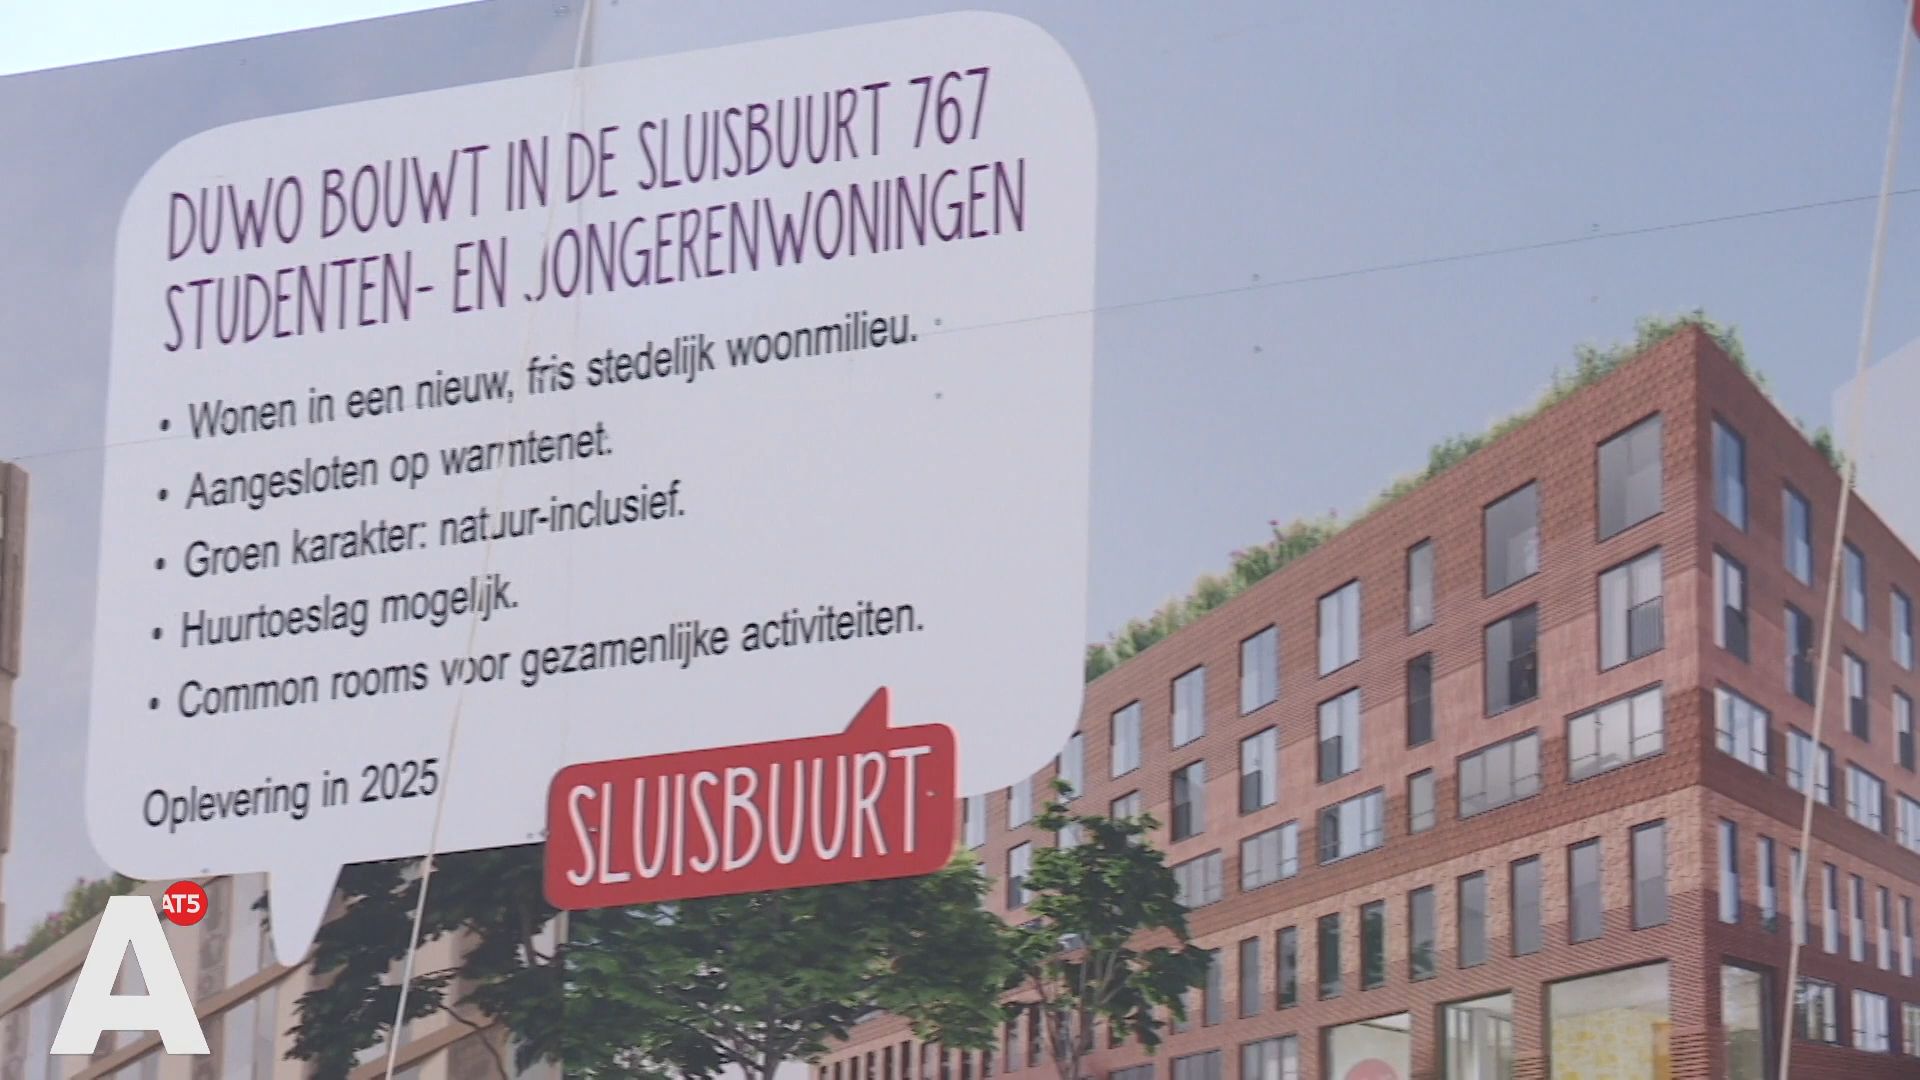 DUWO BOUWT IN DE SLUISBUURT 767
STUDENTEN- EN JONGERENWONINGEN
• Wonen in een nieuw, fris stedelijk woonmilieu.
• Aangesloten op warmtenet.
• Groen karakter: natuur-inclusief.
• Huurtoeslag mogelijk.
• Common rooms voor gezamenlijke activiteiten.
Oplevering in 2025
SLUISBUURT
A AT5